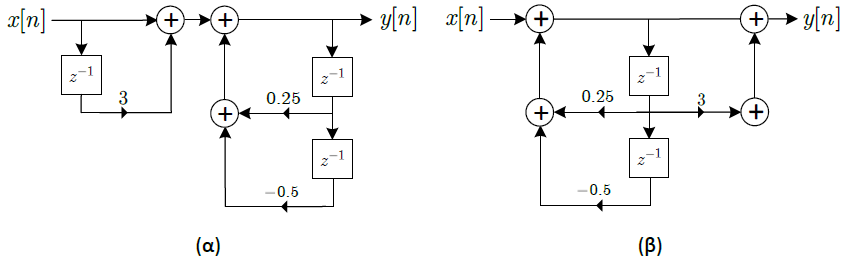 x[n] + + y[n] x[n] + + y[n]
z⁻¹ z⁻¹ z⁻¹
3 0.25 0.25 3
+ + +
z⁻¹ z⁻¹
−0.5 −0.5
(α) (β)